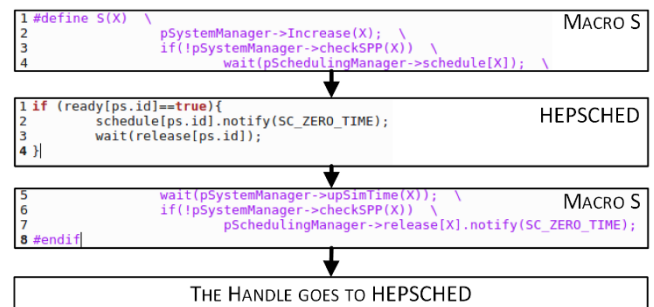 1 #define S(X) \
MACRO S
2 pSystemManager->Increase(X); \
3 if(!pSystemManager->checkSPP(X)) \
4 wait(pSchedulingManager->schedule[X]); \
1 if (ready[ps.id]==true){
HEPSCHED
2 schedule[ps.id].notify(SC_ZERO_TIME);
3 wait(release[ps.id]);
4 }
5 wait(pSystemManager->upSimTime(X)); \
MACRO S
6 if(!pSystemManager->checkSPP(X)) \
7 pSchedulingManager->release[X].notify(SC_ZERO_TIME);
8 #endif
THE HANDLE GOES TO HEPSCHED